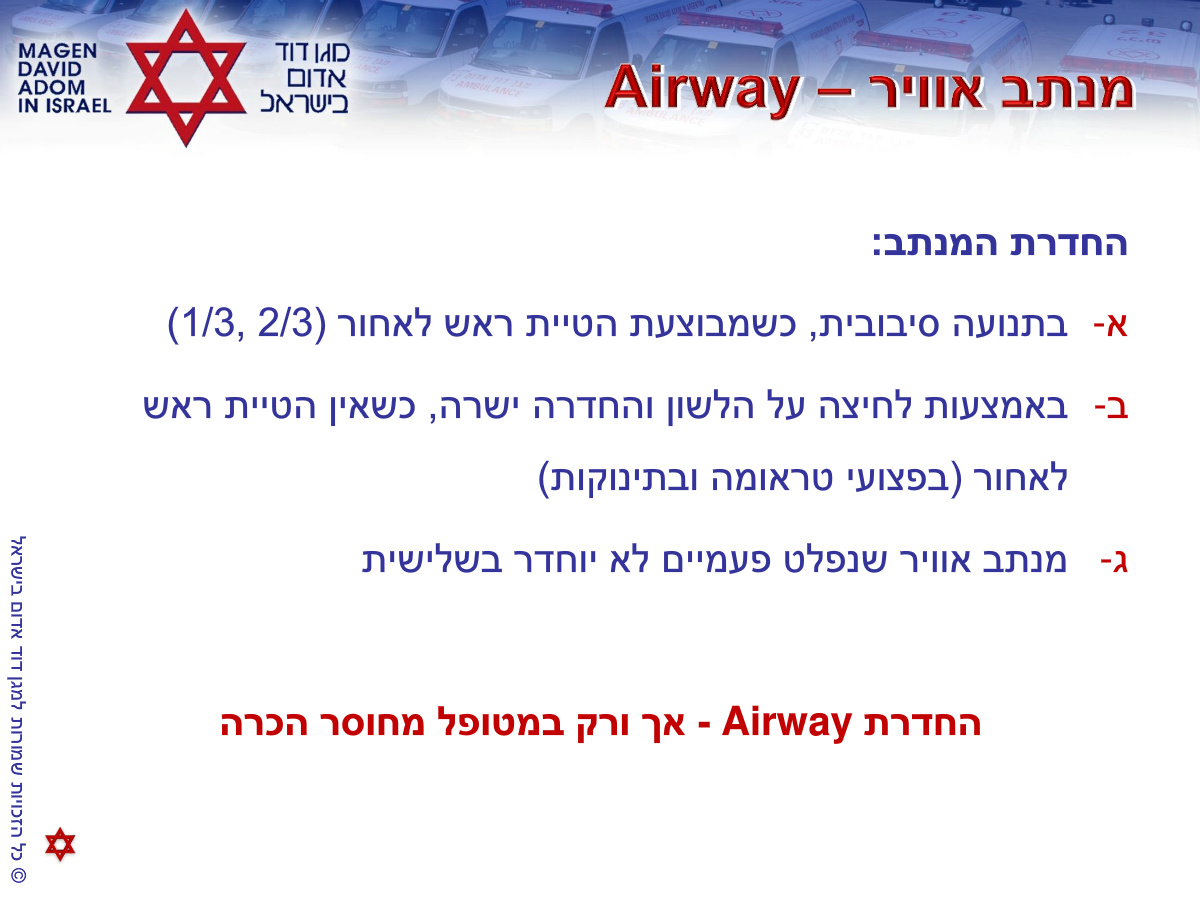 MAGEN
DAVID
ADOM
IN ISRAEL
מגן דוד
אדום
בישראל
מנתב אוויר – Airway
החדרת המנתב:
א- בתנועה סיבובית, כשמבוצעת הטיית ראש לאחור (1/3, 2/3)
ב- באמצעות לחיצה על הלשון והחדרה ישרה, כשאין הטיית ראש
לאחור (בפצועי טראומה ובתינוקות)
ג- מנתב אוויר שנפלט פעמיים לא יוחדר בשלישית
החדרת Airway - אך ורק במטופל מחוסר הכרה
© כל הזכויות שמורות למגן דוד אדום בישראל